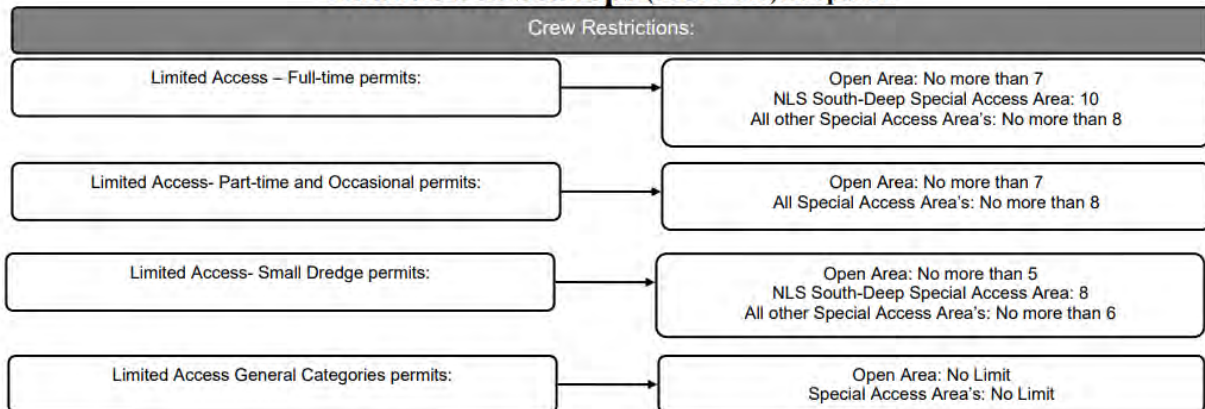 Crew Restrictions:
Limited Access – Full-time permits:
Open Area: No more than 7
NLS South-Deep Special Access Area: 10
All other Special Access Area's: No more than 8
Limited Access- Part-time and Occasional permits:
Open Area: No more than 7
All Special Access Area's: No more than 8
Limited Access- Small Dredge permits:
Open Area: No more than 5
NLS South-Deep Special Access Area: 8
All other Special Access Area's: No more than 6
Limited Access General Categories permits:
Open Area: No Limit
Special Access Area's: No Limit